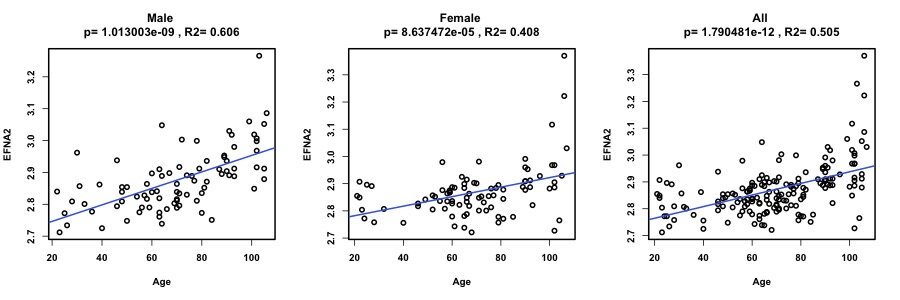 Male
p= 1.013003e-09 , R2= 0.606
EFNA2
2.7 2.8 2.9 3.0 3.1 3.2
20 40 60 80 100
Age
Female
p= 8.637472e-05 , R2= 0.408
EFNA2
2.7 2.8 2.9 3.0 3.1 3.2 3.3
20 40 60 80 100
Age
All
p= 1.790481e-12 , R2= 0.505
EFNA2
2.7 2.8 2.9 3.0 3.1 3.2 3.3
20 40 60 80 100
Age